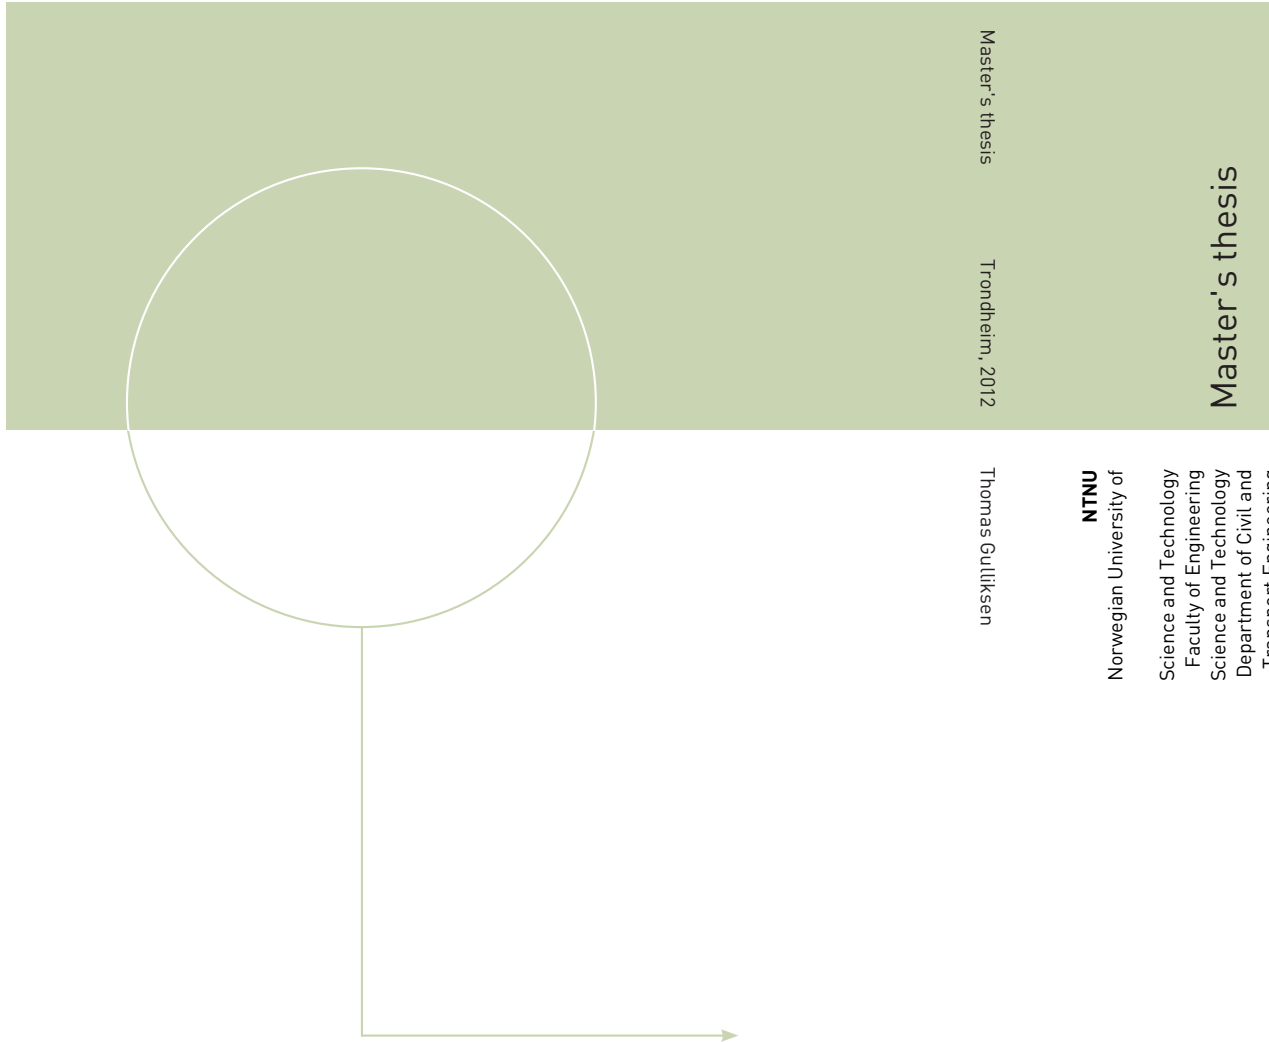 Master's thesis
Trondheim, 2012
Thomas Gulliksen
Master's thesis
NTNU
Norwegian University of
Science and Technology
Faculty of Engineering
Science and Technology
Department of Civil and